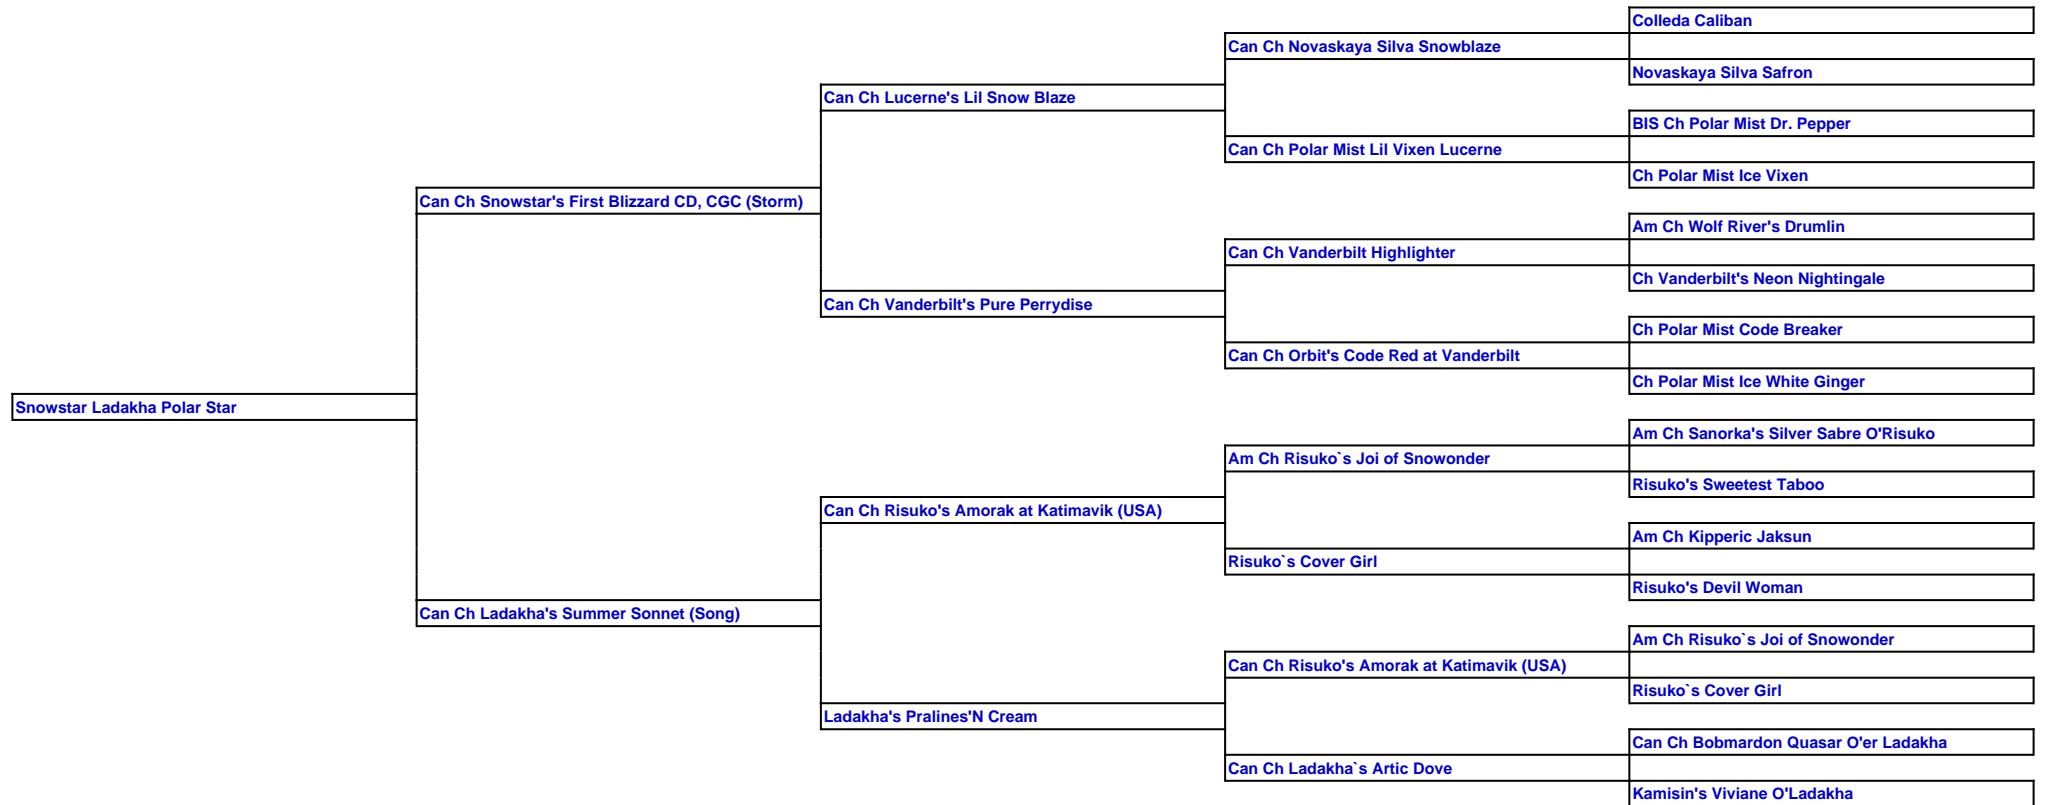 Colleda Caliban
Can Ch Novaskaya Silva Snowblaze
Novaskaya Silva Safron
Can Ch Lucerne's Lil Snow Blaze
BIS Ch Polar Mist Dr. Pepper
Can Ch Polar Mist Lil Vixen Lucerne
Ch Polar Mist Ice Vixen
Can Ch Snowstar's First Blizzard CD, CGC (Storm)
Am Ch Wolf River's Drumlin
Can Ch Vanderbilt Highlighter
Ch Vanderbilt's Neon Nightingale
Can Ch Vanderbilt's Pure Perrydise
Ch Polar Mist Code Breaker
Can Ch Orbit's Code Red at Vanderbilt
Ch Polar Mist Ice White Ginger
Snowstar Ladakha Polar Star
Am Ch Sanorka's Silver Sabre O'Risuko
Am Ch Risuko`s Joi of Snowonder
Risuko's Sweetest Taboo
Can Ch Risuko's Amorak at Katimavik (USA)
Am Ch Kipperic Jaksun
Risuko`s Cover Girl
Risuko's Devil Woman
Can Ch Ladakha's Summer Sonnet (Song)
Am Ch Risuko`s Joi of Snowonder
Can Ch Risuko's Amorak at Katimavik (USA)
Risuko`s Cover Girl
Ladakha's Pralines'N Cream
Can Ch Bobmardon Quasar O'er Ladakha
Can Ch Ladakha`s Artic Dove
Kamisin's Viviane O'Ladakha